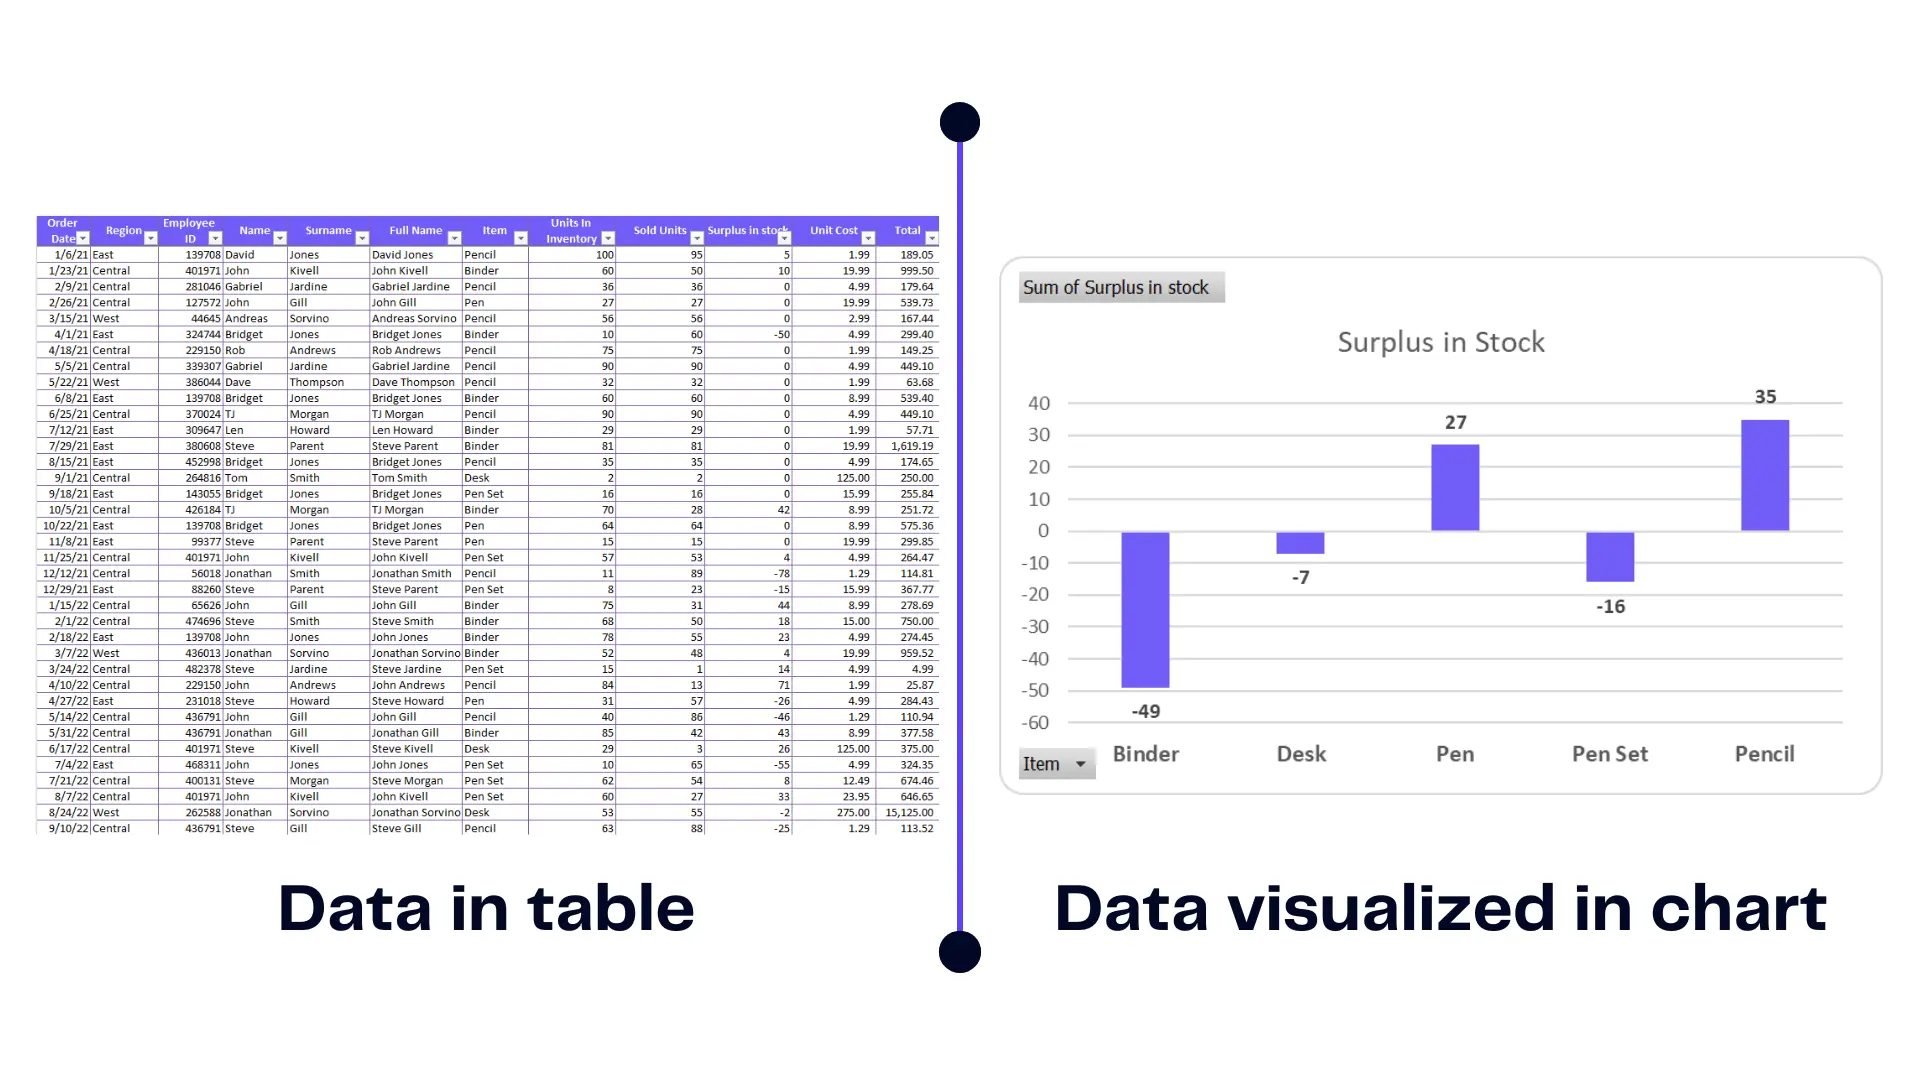 Order Date Region Employee ID Name Surname Full Name Item Units In Inventory Sold Units Surplus in stock Unit Cost Total
1/6/21 East 139708 David Jones David Jones Pencil 100 95 5 1.99 189.05
1/23/21 Central 401971 John Kivell John Kivell Binder 60 50 10 19.99 999.50
2/9/21 Central 281046 Gabriel Jardine Gabriel Jardine Pencil 36 36 0 4.99 179.64
2/26/21 Central 127572 John Gill John Gill Pen 27 27 0 19.99 539.73
3/15/21 West 44645 Andreas Sorvino Andreas Sorvino Pencil 56 56 0 2.99 167.44
4/1/21 East 324744 Bridget Jones Bridget Jones Binder 10 60 -50 4.99 299.40
4/18/21 Central 229150 Rob Andrews Rob Andrews Pencil 75 75 0 1.99 149.25
5/5/21 Central 339307 Gabriel Jardine Gabriel Jardine Pencil 90 90 0 4.99 449.10
5/22/21 West 386044 Dave Thompson Dave Thompson Pencil 32 32 0 1.99 63.68
6/8/21 East 139708 Bridget Jones Bridget Jones Binder 60 60 0 8.99 539.40
6/25/21 Central 370024 TJ Morgan TJ Morgan Pencil 90 90 0 4.99 449.10
7/12/21 East 309647 Len Howard Len Howard Binder 29 29 0 1.99 57.71
7/29/21 East 380608 Steve Parent Steve Parent Binder 81 81 0 19.99 1,619.19
8/15/21 East 452998 Bridget Jones Bridget Jones Pencil 35 35 0 4.99 174.65
9/1/21 Central 264816 Tom Smith Tom Smith Desk 2 2 0 125.00 250.00
9/18/21 East 143055 Bridget Jones Bridget Jones Pen Set 16 16 0 15.99 255.84
10/5/21 Central 426184 TJ Morgan TJ Morgan Binder 70 28 42 8.99 251.72
10/22/21 East 139708 Bridget Jones Bridget Jones Pen 64 64 0 8.99 575.36
11/8/21 East 99377 Steve Parent Steve Parent Pen 15 15 0 19.99 299.85
11/25/21 Central 401971 John Kivell John Kivell Pen Set 57 53 4 4.99 264.47
12/12/21 Central 56018 Jonathan Smith Jonathan Smith Pencil 11 89 -78 1.29 114.81
12/29/21 East 88260 Steve Parent Steve Parent Pen Set 8 23 -15 15.99 367.77
1/15/22 Central 65626 John Gill John Gill Binder 75 31 44 8.99 278.69
2/1/22 Central 474696 Steve Smith Steve Smith Binder 68 50 18 15.00 750.00
2/18/22 East 139708 John Jones John Jones Binder 78 55 23 4.99 274.45
3/7/22 West 436013 Jonathan Sorvino Jonathan Sorvino Binder 52 48 4 19.99 959.52
3/24/22 Central 482378 Steve Jardine Steve Jardine Pen Set 15 1 14 4.99 4.99
4/10/22 Central 229150 John Andrews John Andrews Pencil 84 13 71 1.99 25.87
4/27/22 East 231018 Steve Howard Steve Howard Pen 31 57 -26 4.99 284.43
5/14/22 Central 436791 John Gill John Gill Pencil 40 86 -46 1.29 110.94
5/31/22 Central 436791 Jonathan Gill Jonathan Gill Binder 85 42 43 8.99 377.58
6/17/22 Central 401971 Steve Kivell Steve Kivell Desk 29 3 26 125.00 375.00
7/4/22 East 468311 John Jones John Jones Pen Set 10 65 -55 4.99 324.35
7/21/22 Central 400131 Steve Morgan Steve Morgan Pen Set 62 54 8 12.49 674.46
8/7/22 Central 401971 John Kivell John Kivell Pen Set 60 27 33 23.95 646.65
8/24/22 West 262588 Jonathan Sorvino Jonathan Sorvino Desk 53 55 -2 275.00 15,125.00
9/10/22 Central 436791 Steve Gill Steve Gill Pencil 63 88 -25 1.29 113.52
Data in table
Sum of Surplus in stock
Surplus in Stock
40
30
20
10
0
-10
-20
-30
-40
-50
-60
-49
-7
27
-16
35
Binder Desk Pen Pen Set Pencil
Item
Data visualized in chart